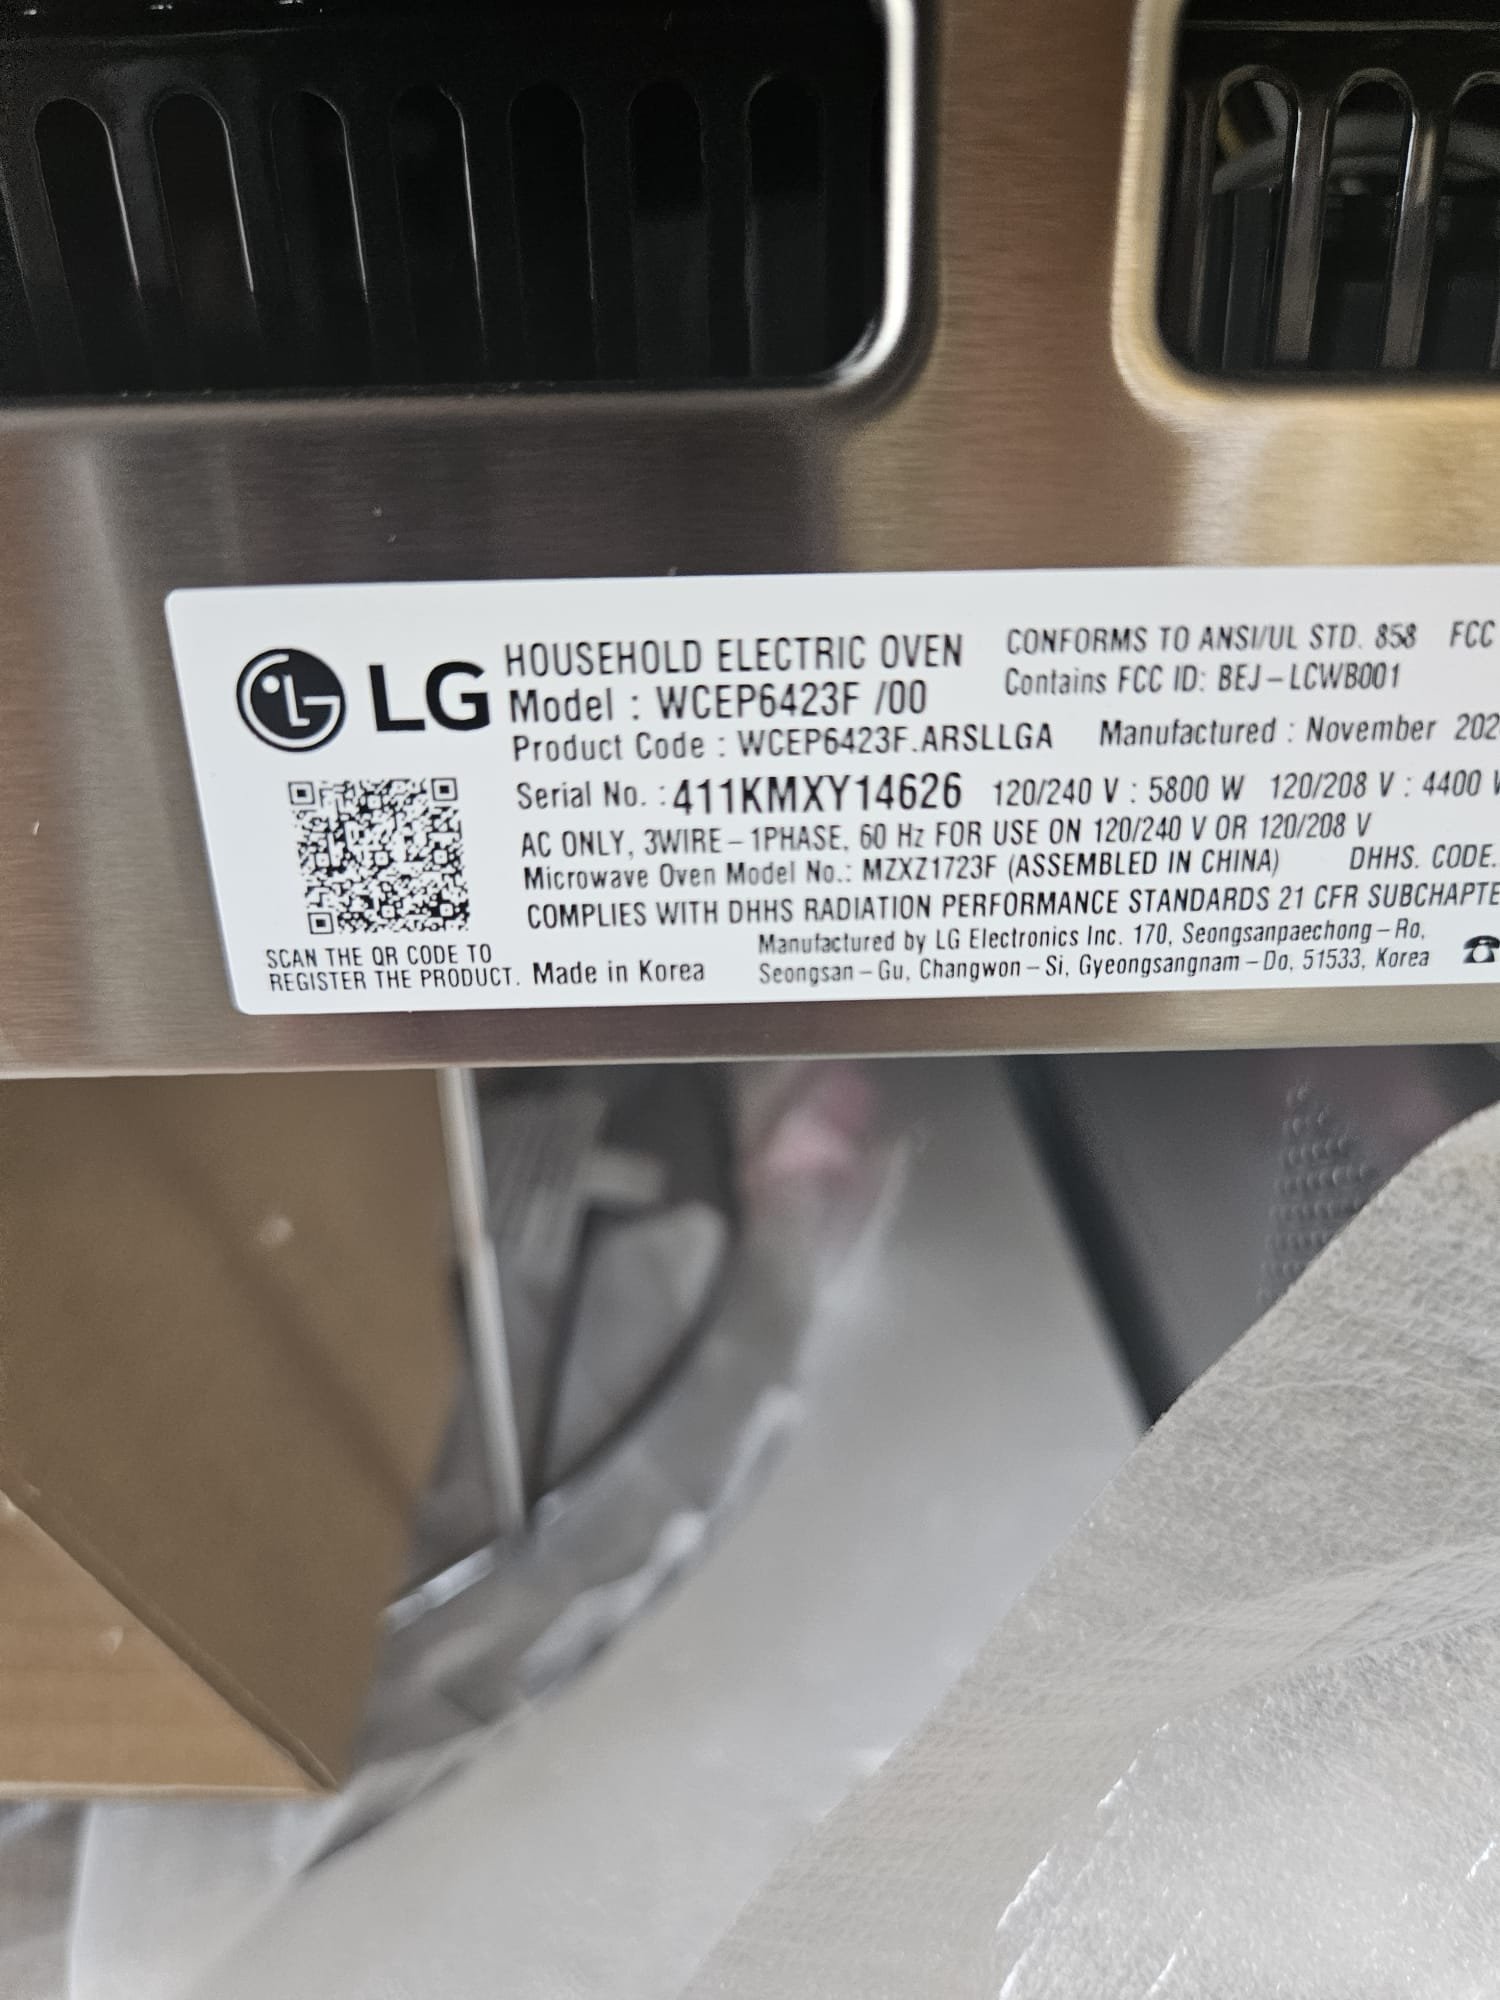 LG
HOUSEHOLD ELECTRIC OVEN
Model : WCEP6423F /00
Product Code : WCEP6423F.ARSLLGA
CONFORMS TO ANSI/UL STD. 858 FCC
Contains FCC ID: BEJ-LCWB001
Manufactured : November 202
Serial No. : 411KMXY14626 120/240 V : 5800 W 120/208 V : 4400 W
AC ONLY, 3WIRE-1PHASE, 60 Hz FOR USE ON 120/240 V OR 120/208 V
Microwave Oven Model No.: MZXZ1723F (ASSEMBLED IN CHINA) DHHS. CODE.
COMPLIES WITH DHHS RADIATION PERFORMANCE STANDARDS 21 CFR SUBCHAPTE
SCAN THE QR CODE TO
REGISTER THE PRODUCT.
Made in Korea
Manufactured by LG Electronics Inc. 170, Seongsanpaechong-Ro,
Seongsan-Gu, Changwon-Si, Gyeongsangnam-Do, 51533, Korea